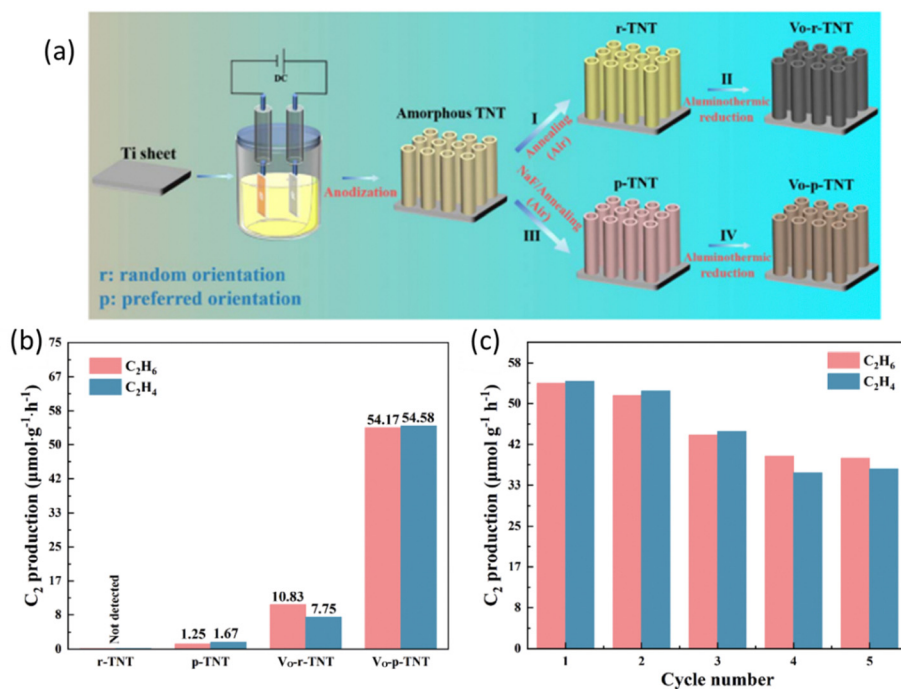 (a)
DC
Ti sheet
Anodization
Amorphous TNT
I
Annealing
(Air)
NaF/Annealing
(Air)
III
r-TNT
II
Aluminothermic
reduction
Vo-r-TNT
p-TNT
IV
Aluminothermic
reduction
Vo-p-TNT
r: random orientation
p: preferred orientation
(b)
C₂ production (μmol·g⁻¹·h⁻¹)
75
67
58
50
42
33
25
17
8
0
C₂H₆
C₂H₄
Not detected
1.25 1.67
10.83
7.75
54.17 54.58
r-TNT p-TNT V₀-r-TNT V₀-p-TNT
(c)
C₂ production (μmol g⁻¹ h⁻¹)
58
50
42
33
25
17
8
0
C₂H₆
C₂H₄
1 2 3 4 5
Cycle number